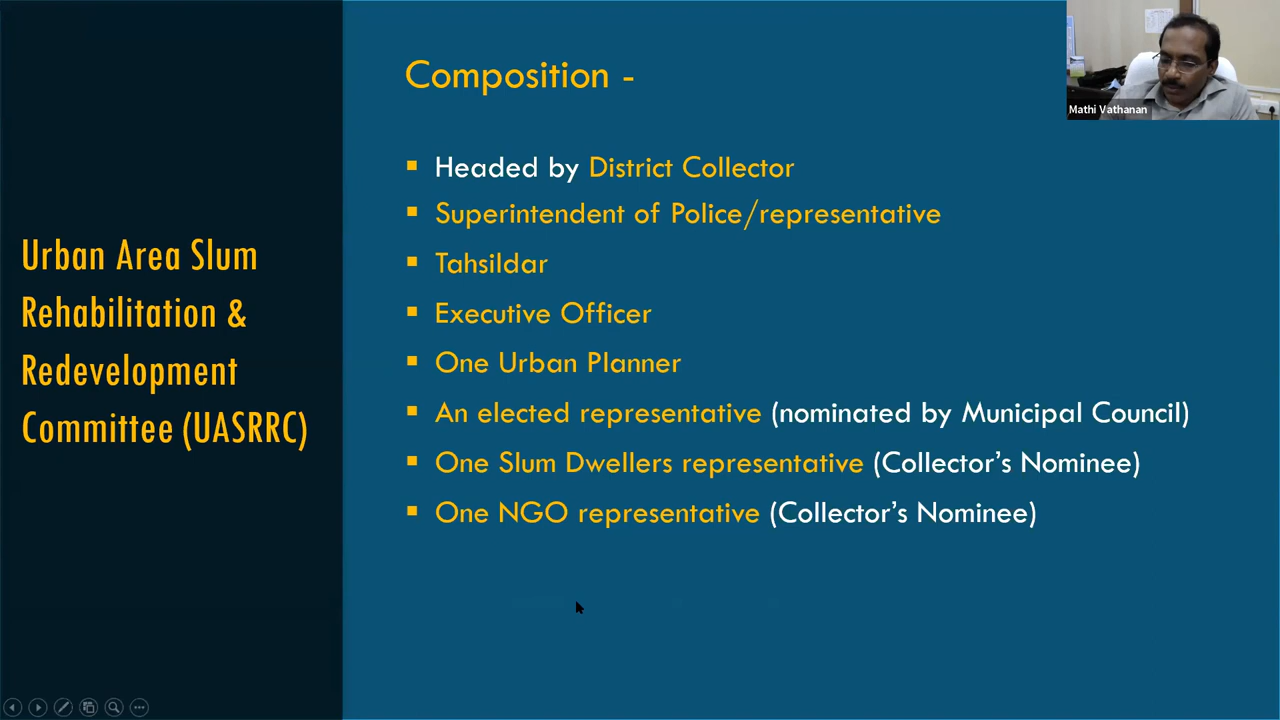 Urban Area Slum
Rehabilitation &
Redevelopment
Committee (UASRRC)
Composition -
Headed by District Collector
Superintendent of Police/representative
Tahsildar
Executive Officer
One Urban Planner
An elected representative (nominated by Municipal Council)
One Slum Dwellers representative (Collector's Nominee)
One NGO representative (Collector's Nominee)
Mathi Vathanan